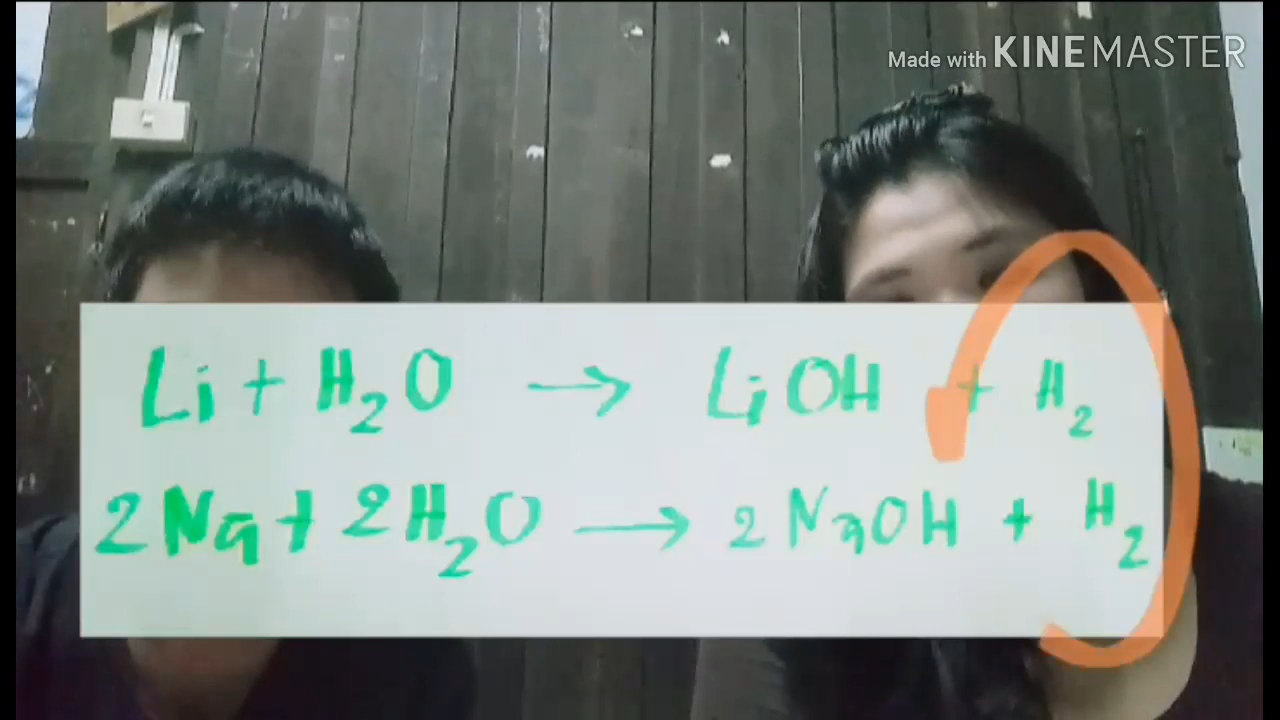 Made with KINEMASTER
Li + H₂O → LiOH + H₂
2Na + 2H₂O → 2NaOH + H₂